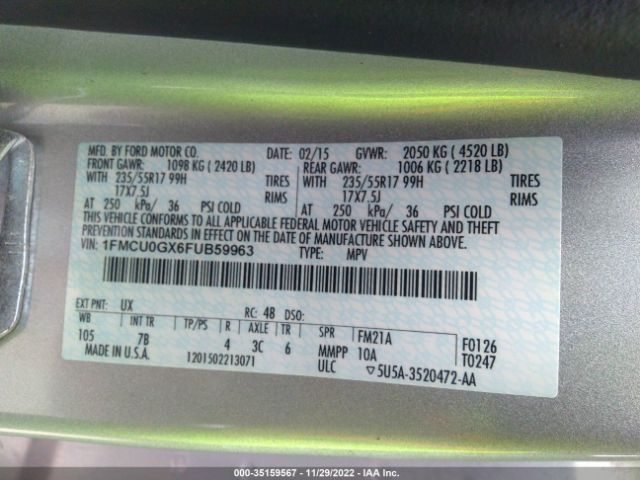 MFD. BY FORD MOTOR CO. DATE: 02/15 GVWR: 2050 KG ( 4520 LB)
FRONT GAWR: 1098 KG ( 2420 LB) REAR GAWR: 1006 KG ( 2218 LB)
WITH 235/55R17 99H TIRES WITH 235/55R17 99H TIRES
17X7.5J RIMS 17X7.5J RIMS
AT 250 kPa/ 36 PSI COLD AT 250 kPa/ 36 PSI COLD
THIS VEHICLE CONFORMS TO ALL APPLICABLE FEDERAL MOTOR VEHICLE SAFETY AND THEFT
PREVENTION STANDARDS IN EFFECT ON THE DATE OF MANUFACTURE SHOWN ABOVE.
VIN: 1FMCU0GX6FUB59963 TYPE: MPV
EXT PNT: UX RC: 48 DSO:
WB INT TR TP/PS R AXLE TR SPR FM21A F0126
105 7B 4 3C 6 MMPP 10A T0247
MADE IN U.S.A. 1201502213071 ULC ▽5U5A-3520472-AA
000-35159567 - 11/29/2022 - IAAI.com